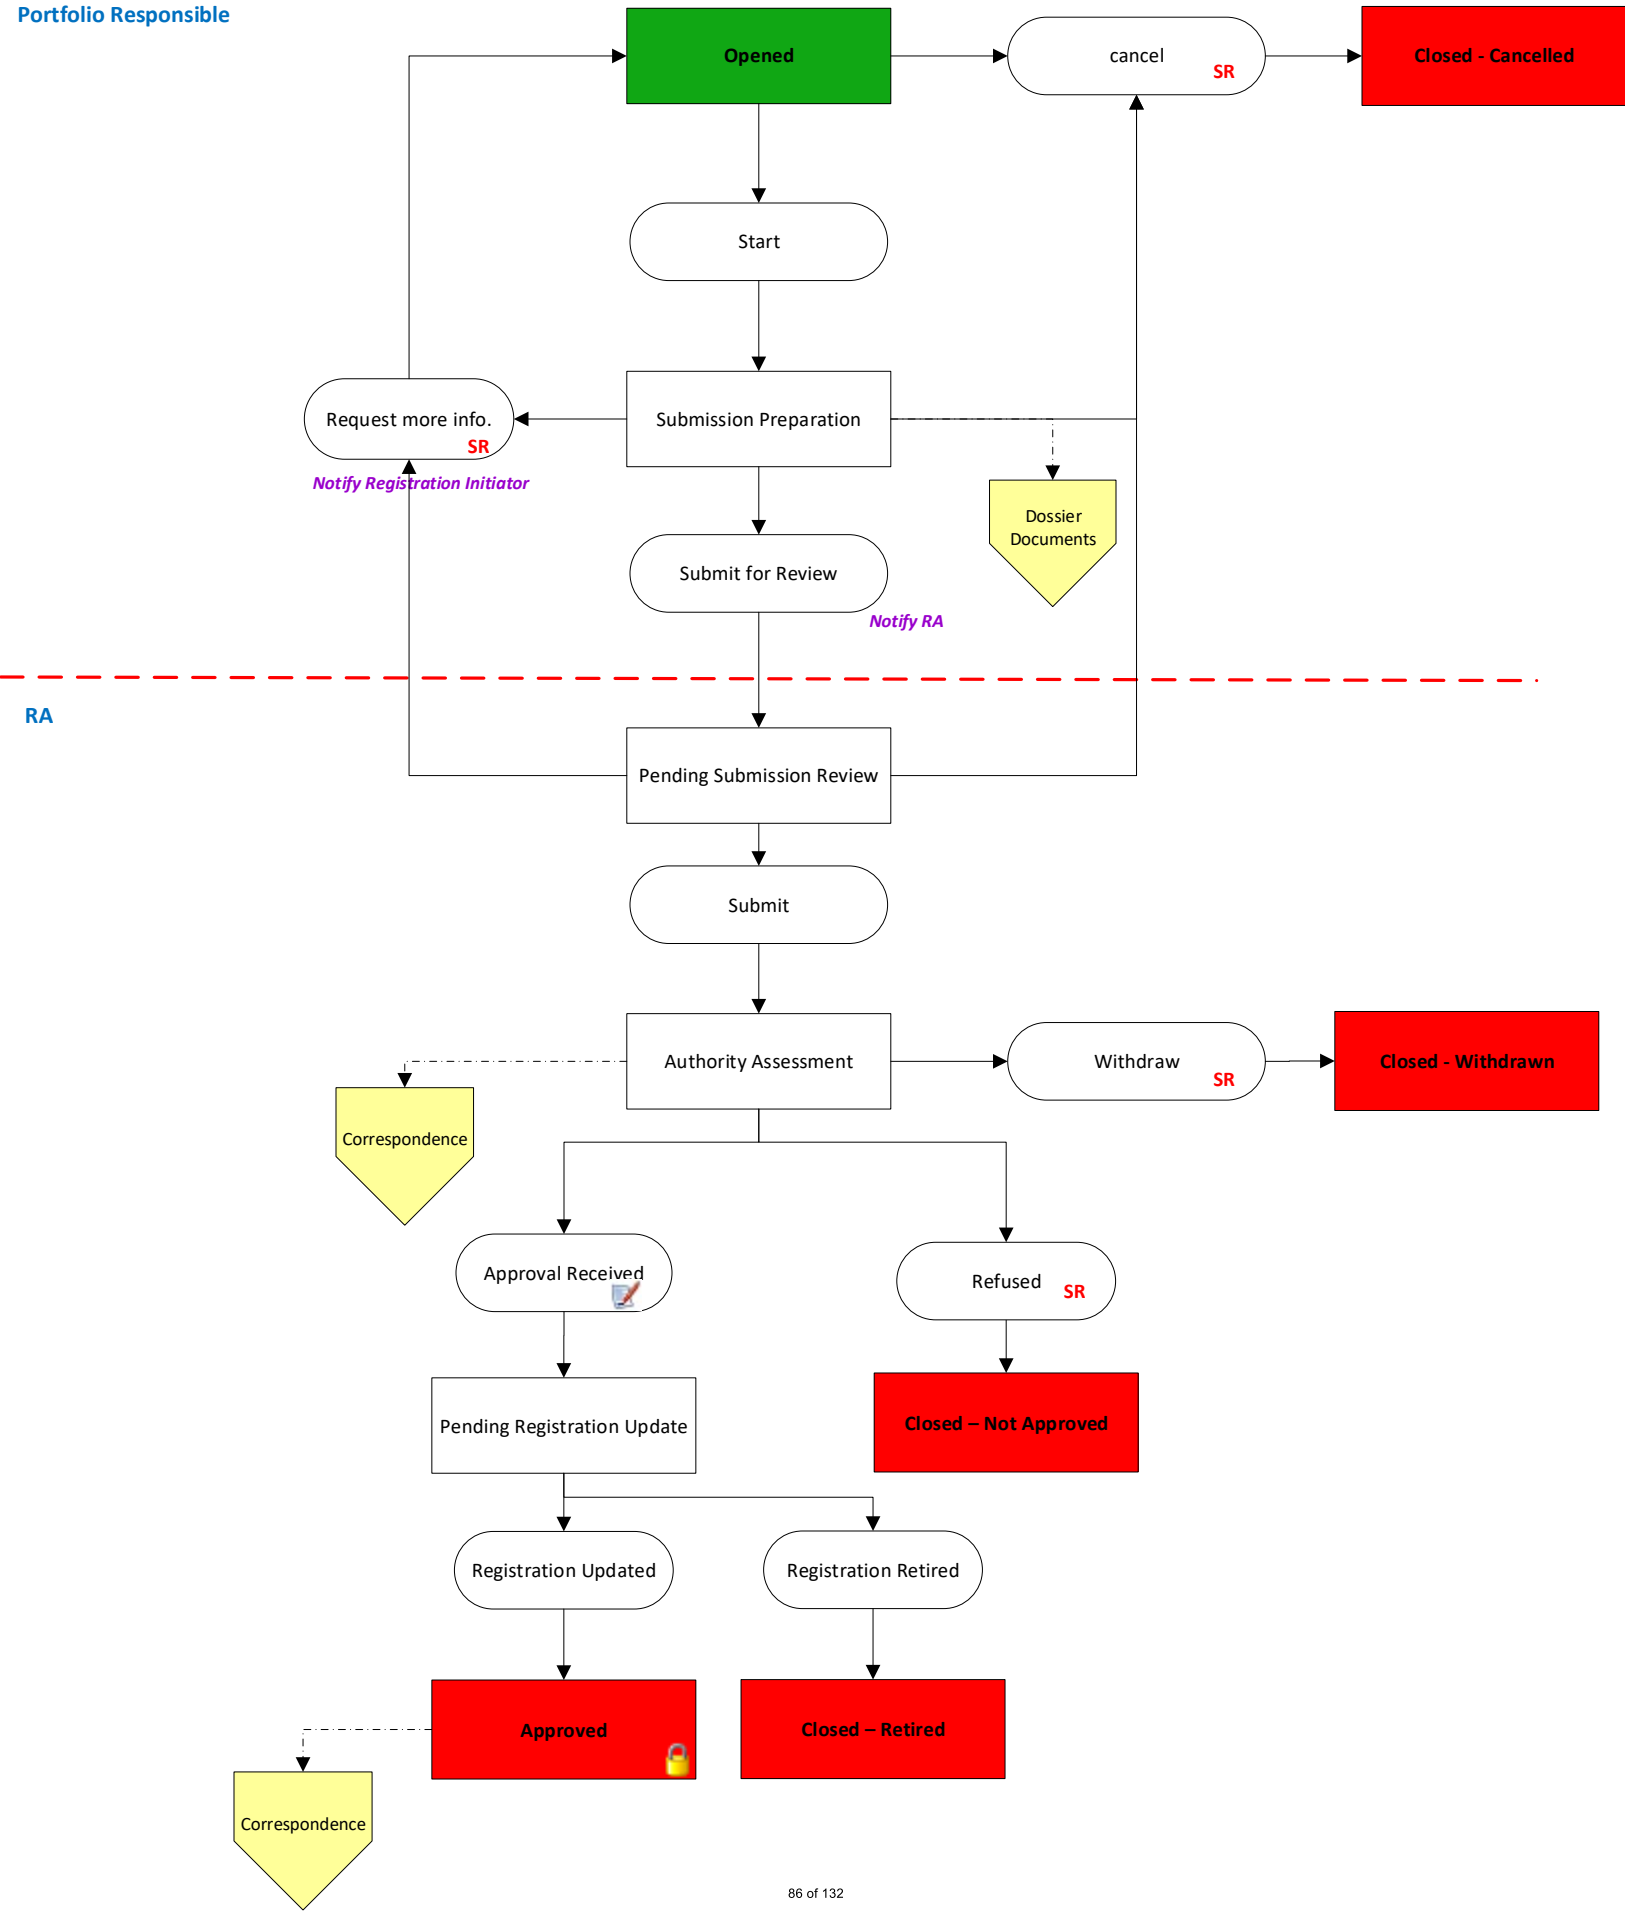 Portfolio Responsible
Opened
cancel
SR
Closed - Cancelled
Start
Request more info.
SR
Submission Preparation
Notify Registration Initiator
Dossier
Documents
Submit for Review
Notify RA
RA
Pending Submission Review
Submit
Authority Assessment
Withdraw
SR
Closed - Withdrawn
Correspondence
Approval Received
Refused
SR
Pending Registration Update
Closed – Not Approved
Registration Updated
Registration Retired
Approved
Closed – Retired
Correspondence
86 of 132